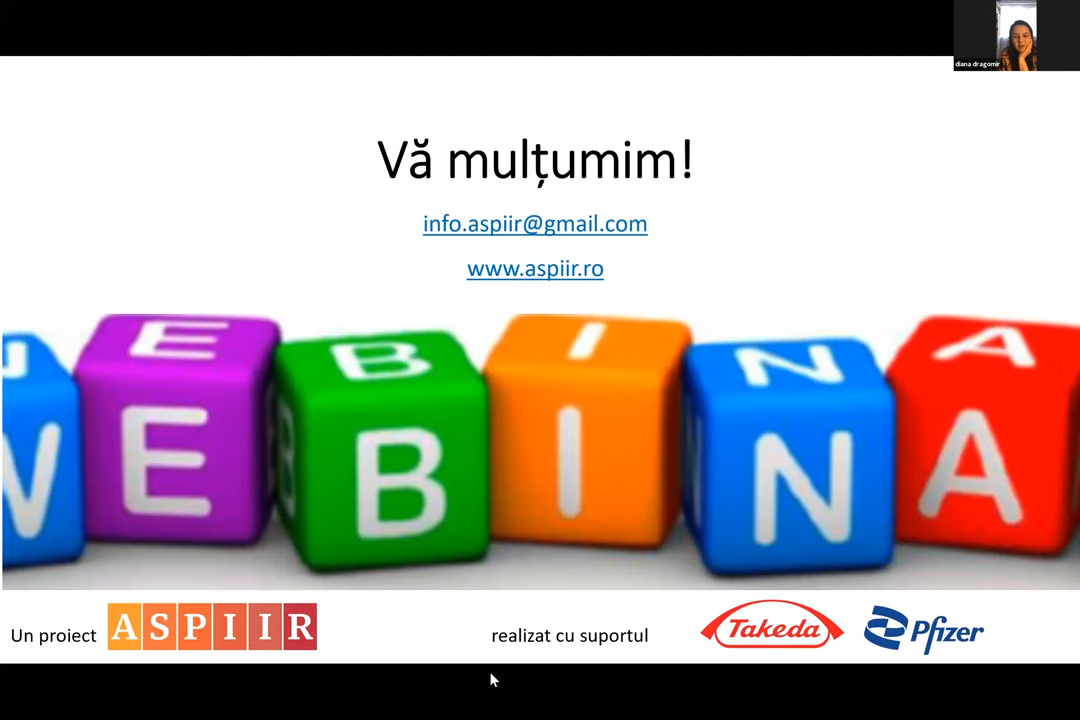 diana dragomir
Vă mulțumim!
info.aspiir@gmail.com
www.aspiir.ro
E B I N A
W E B I N A
Un proiect ASPIIR realizat cu suportul Takeda Pfizer